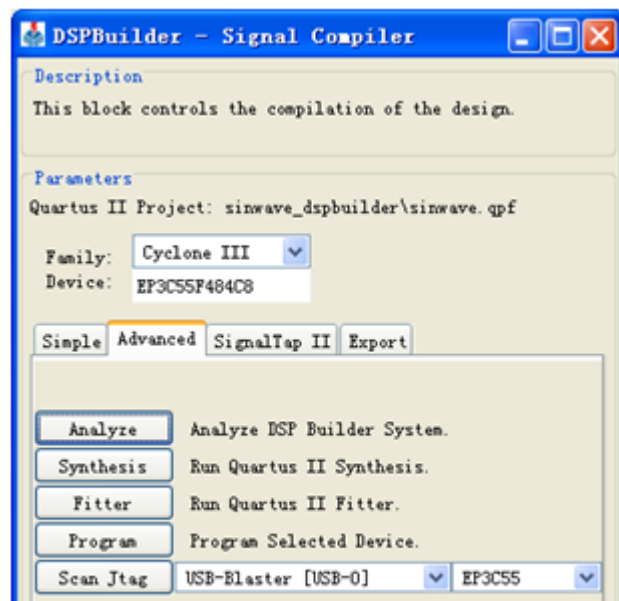 DSPBuilder - Signal Compiler
Description
This block controls the compilation of the design.
Parameters
Quartus II Project: sinwave_dspbuilder\sinwave.qpf
Family: Cyclone III
Device: EP3C55F484C8
Simple Advanced SignalTap II Export
Analyze Analyze DSP Builder System.
Synthesis Run Quartus II Synthesis.
Fitter Run Quartus II Fitter.
Program Program Selected Device.
Scan Jtag USB-Blaster [USB-0] EP3C55